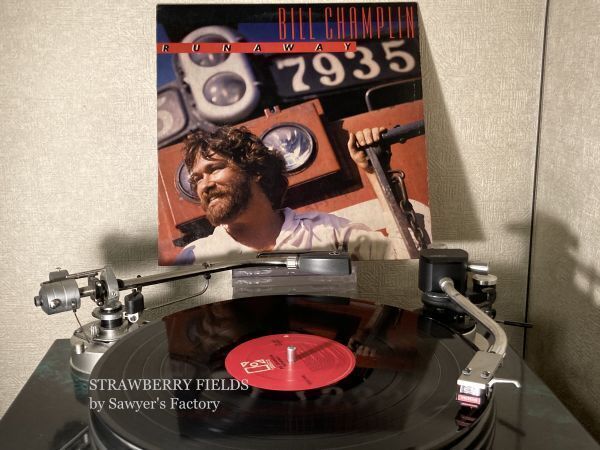 BILL CHAMPLIN
RUNAWAY
7935
STRAWBERRY FIELDS
by Sawyer's Factory